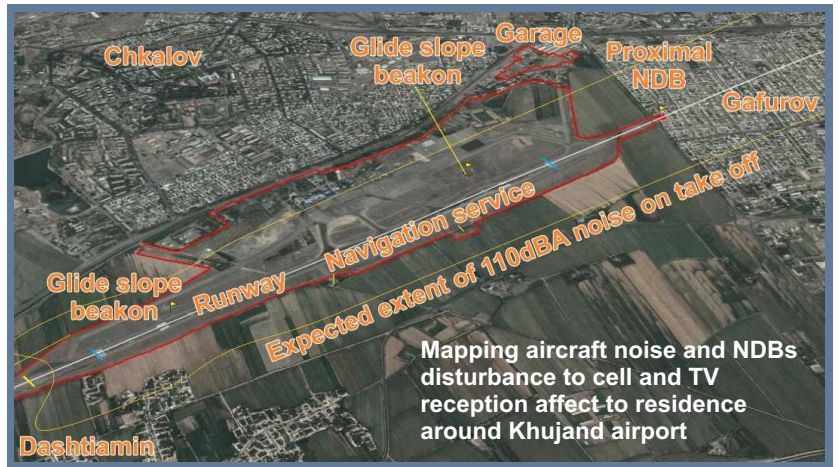 Chkalov
Glide slope
beakon
Garage
Proximal
NDB
Gafurov
Navigation service
Runway
Glide slope
beakon
Expected extent of 110dBA noise on take off
Mapping aircraft noise and NDBs
disturbance to cell and TV
reception affect to residence
around Khujand airport
Dashtiamin